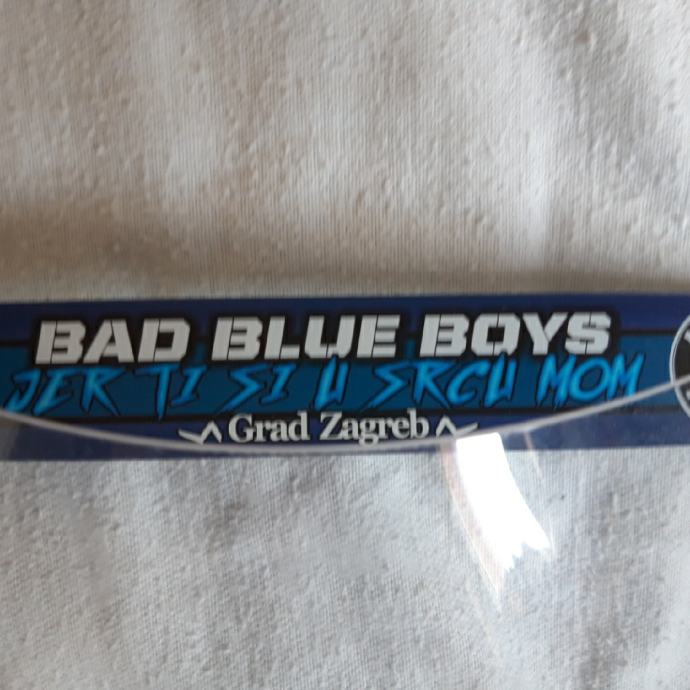 BAD BLUE BOYS
JER TI SI U SRCU MOM
Grad Zagreb